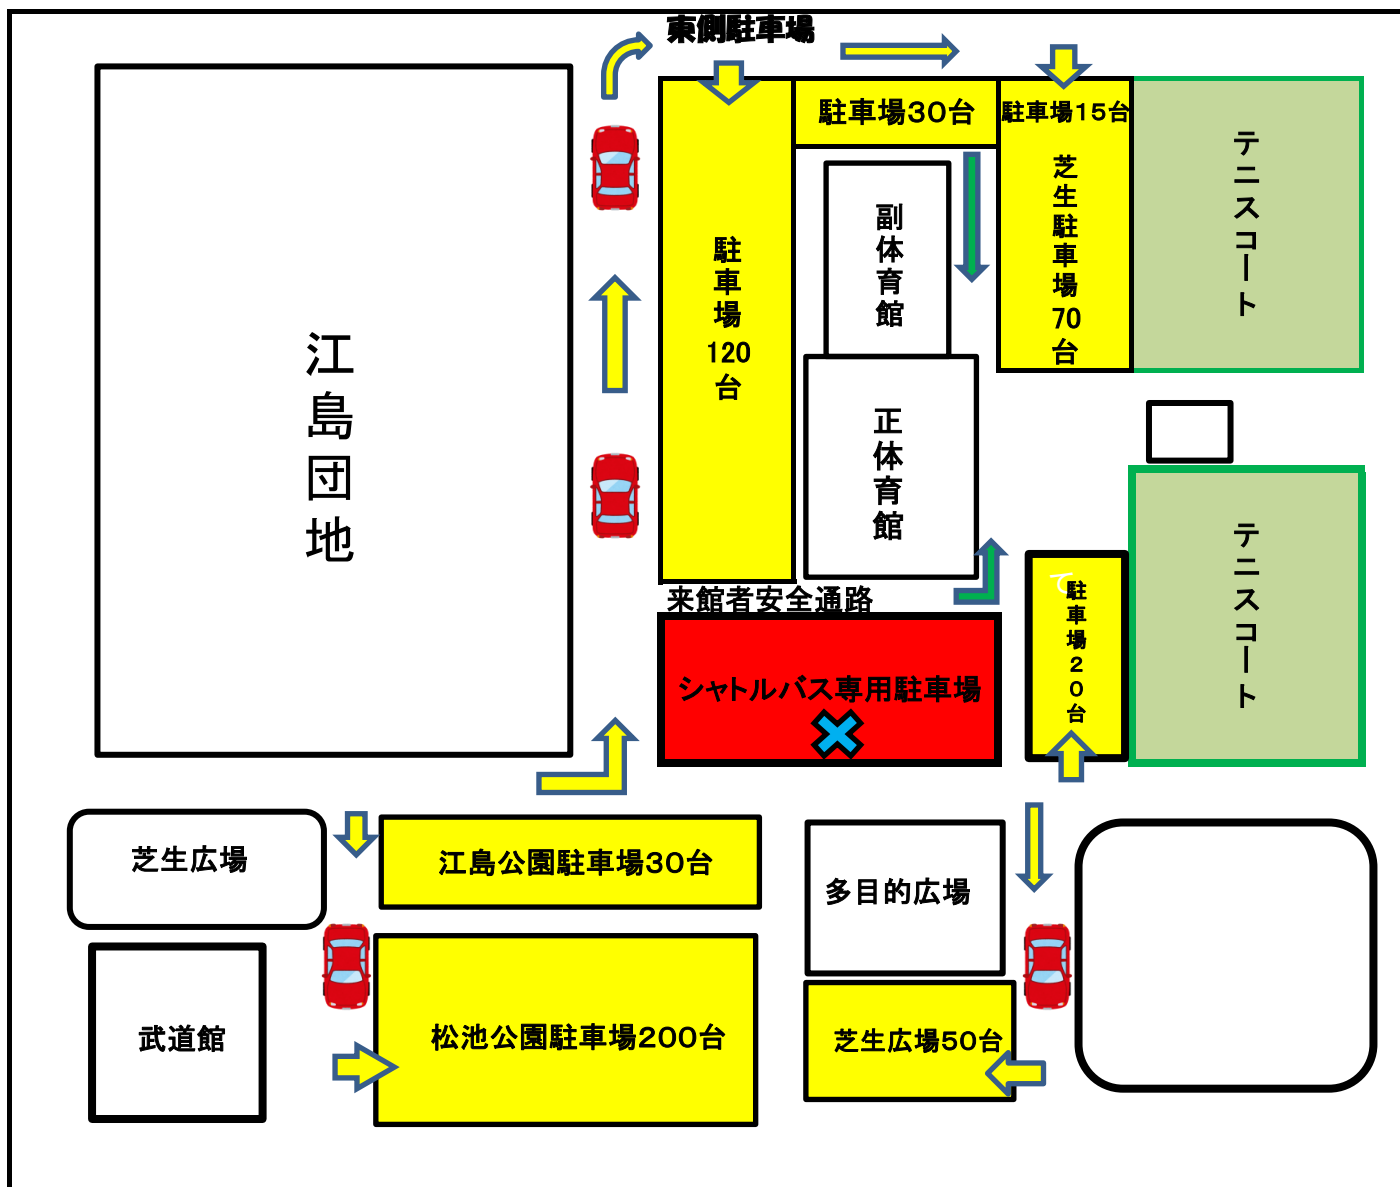 東側駐車場
駐車場30台
駐車場15台
芝生駐車場70台
テニスコート
副体育館
駐車場120台
江島団地
正体育館
テニスコート
て
駐車場20台
来館者安全通路
シャトルバス専用駐車場
芝生広場
江島公園駐車場30台
多目的広場
武道館
松池公園駐車場200台
芝生広場50台